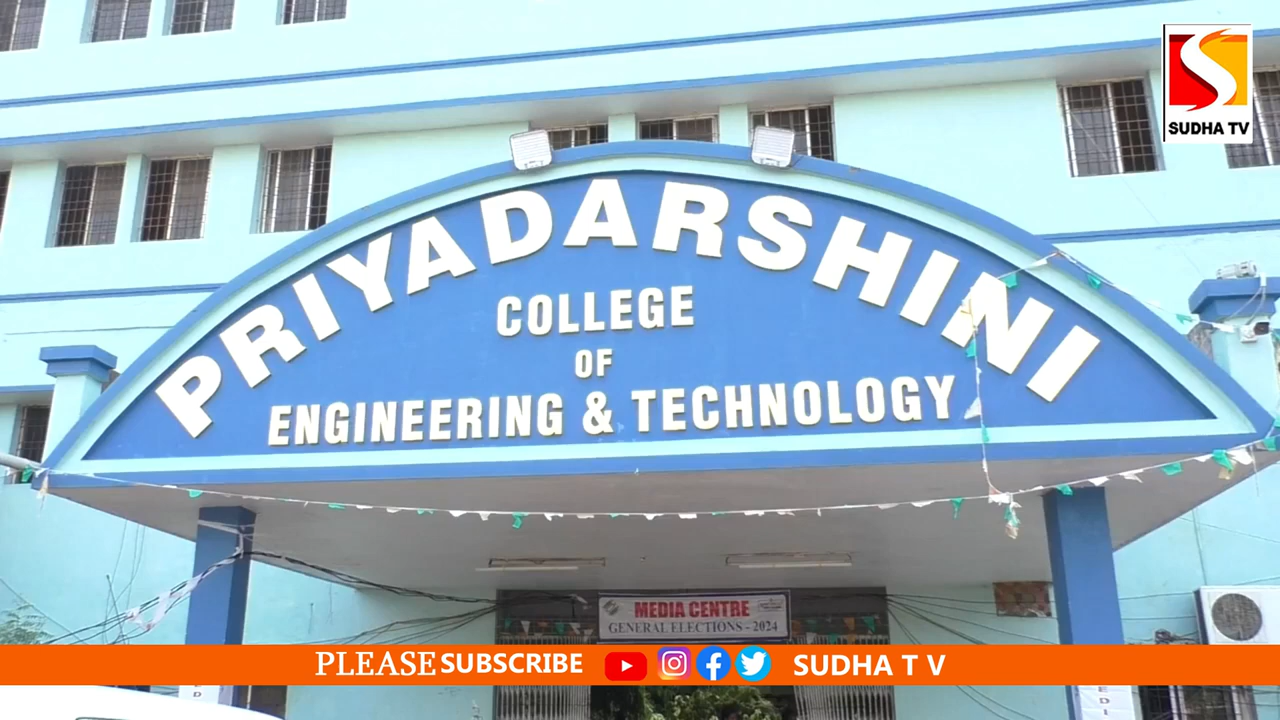 SUDHA TV
PRIYADARSHINI
COLLEGE
OF
ENGINEERING & TECHNOLOGY
MEDIA CENTRE
GENERAL ELECTIONS - 2024
PLEASE SUBSCRIBE SUDHA T V